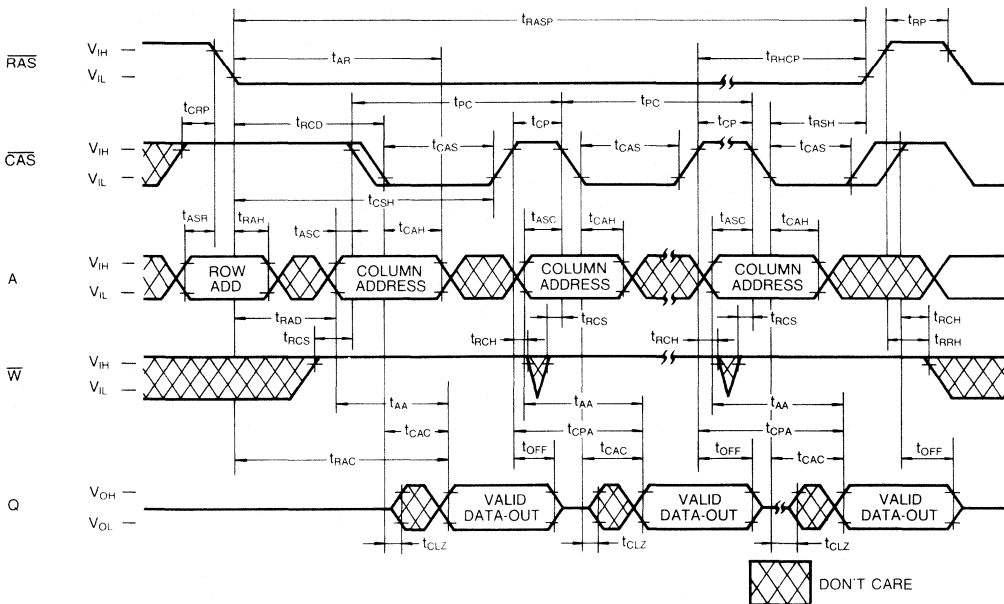 tRASP
tRP
RAS
VIH
VIL
tAR
tRHCP
tCRP
tRCD
tPC
tPC
tCP
tCP
tRSH
CAS
VIH
VIL
tCAS
tCAS
tCAS
tCSH
tASR
tRAH
tASC
tCAH
tASC
tCAH
tASC
tCAH
A
VIH
VIL
ROW
ADD
COLUMN
ADDRESS
COLUMN
ADDRESS
COLUMN
ADDRESS
tRAD
tRCS
tRCS
tRCS
tRCH
tRCH
tRCH
tRRH
W
VIH
VIL
tAA
tAA
tAA
tCAC
tCPA
tCPA
tRAC
tOFF
tCAC
tOFF
tCAC
tOFF
Q
VOH
VOL
VALID
DATA-OUT
VALID
DATA-OUT
VALID
DATA-OUT
tCLZ
tCLZ
tCLZ
DON'T CARE